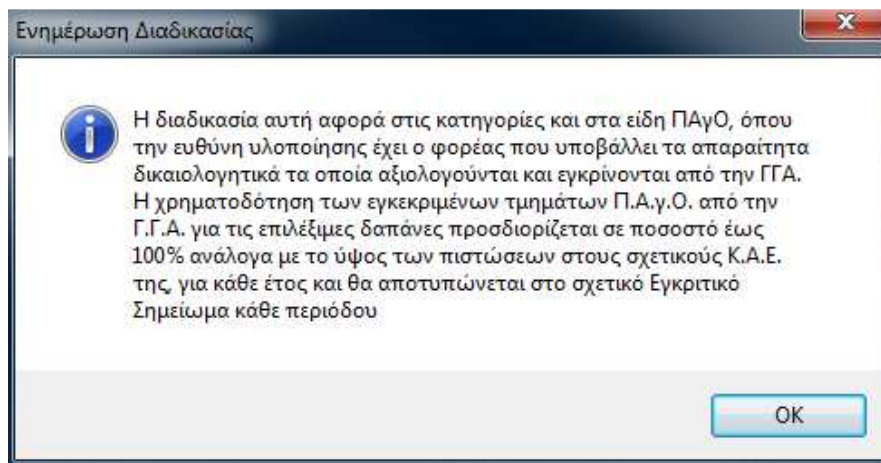 Ενημέρωση Διαδικασίας
Η διαδικασία αυτή αφορά στις κατηγορίες και στα είδη ΠΑγΟ, όπου
την ευθύνη υλοποίησης έχει ο φορέας που υποβάλλει τα απαραίτητα
δικαιολογητικά τα οποία αξιολογούνται και εγκρίνονται από την ΓΓΑ.
Η χρηματοδότηση των εγκεκριμένων τμημάτων Π.Α.γ.Ο. από την
Γ.Γ.Α. για τις επιλέξιμες δαπάνες προσδιορίζεται σε ποσοστό έως
100% ανάλογα με το ύψος των πιστώσεων στους σχετικούς Κ.Α.Ε.
της, για κάθε έτος και θα αποτυπώνεται στο σχετικό Εγκριτικό
Σημείωμα κάθε περιόδου
OK